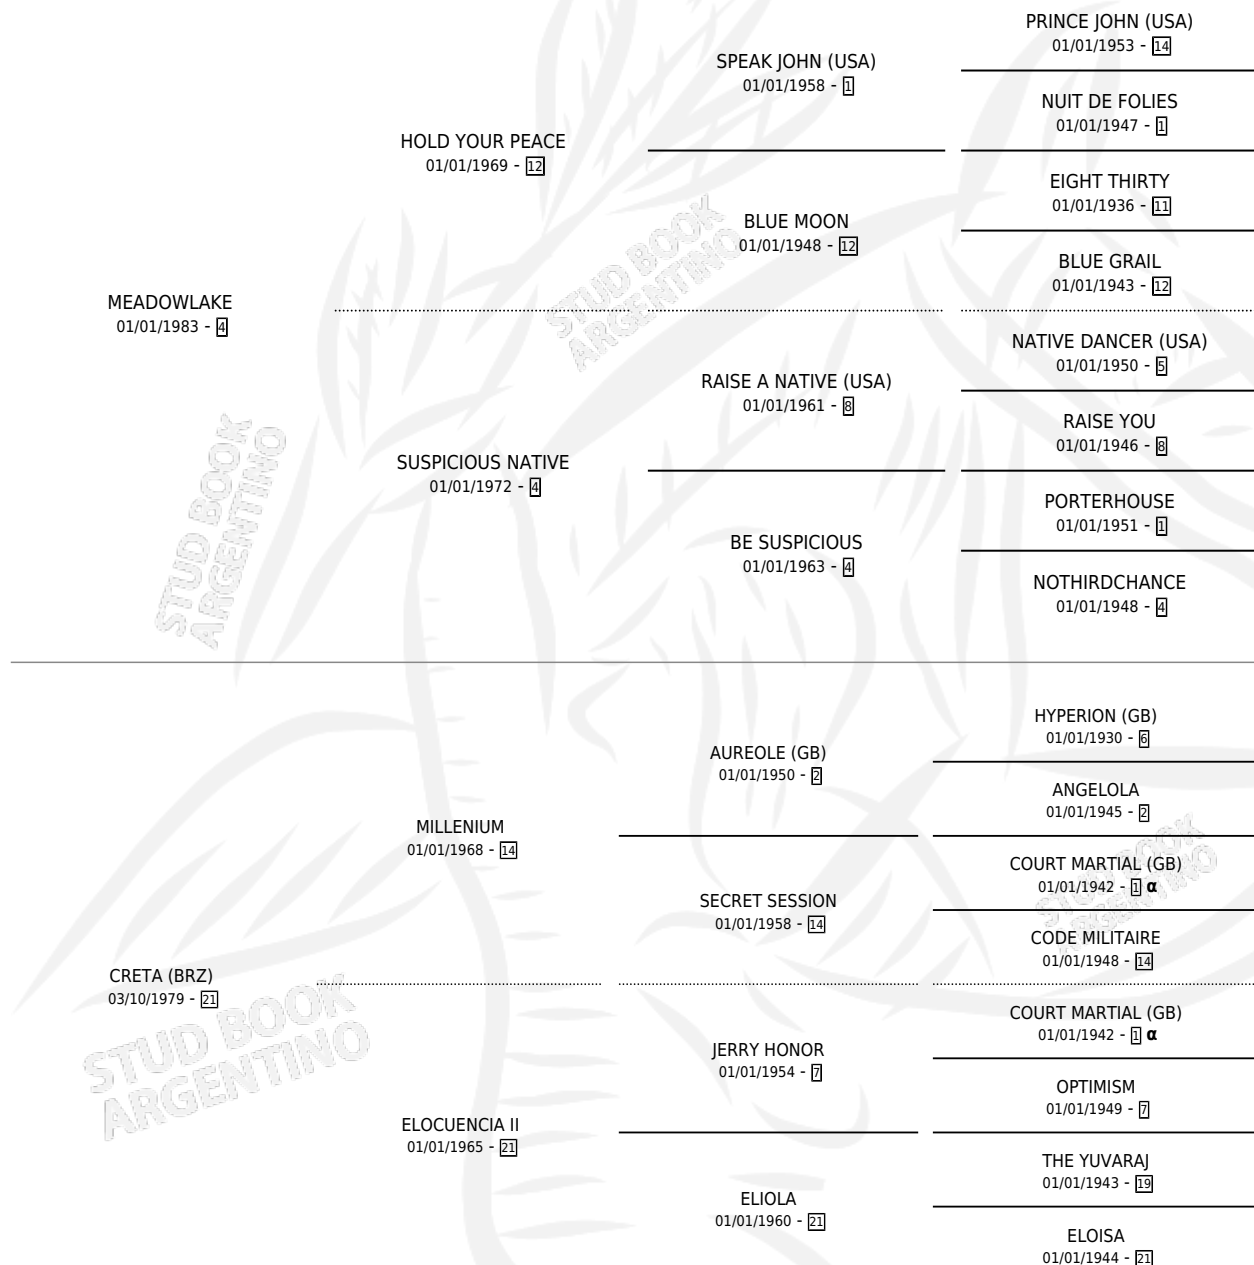 PRINCE JOHN (USA)
01/01/1953 - 14
SPEAK JOHN (USA)
01/01/1958 - 1
NUIT DE FOLIES
01/01/1947 - 1
HOLD YOUR PEACE
01/01/1969 - 12
EIGHT THIRTY
01/01/1936 - 11
BLUE MOON
01/01/1948 - 12
BLUE GRAIL
01/01/1943 - 12
MEADOWLAKE
01/01/1983 - 4
NATIVE DANCER (USA)
01/01/1950 - 5
RAISE A NATIVE (USA)
01/01/1961 - 8
RAISE YOU
01/01/1946 - 8
SUSPICIOUS NATIVE
01/01/1972 - 4
PORTERHOUSE
01/01/1951 - 1
BE SUSPICIOUS
01/01/1963 - 4
NOTHIRDCHANCE
01/01/1948 - 4
HYPERION (GB)
01/01/1930 - 6
AUREOLE (GB)
01/01/1950 - 2
ANGELOLA
01/01/1945 - 2
MILLENIUM
01/01/1968 - 14
COURT MARTIAL (GB)
01/01/1942 - 1 α
SECRET SESSION
01/01/1958 - 14
CODE MILITAIRE
01/01/1948 - 14
CRETA (BRZ)
03/10/1979 - 21
COURT MARTIAL (GB)
01/01/1942 - 1 α
JERRY HONOR
01/01/1954 - 7
OPTIMISM
01/01/1949 - 7
ELOCUENCIA II
01/01/1965 - 21
THE YUVARAJ
01/01/1943 - 19
ELIOLA
01/01/1960 - 21
ELOISA
01/01/1944 - 21
STUD BOOK
ARGENTINO
STUD BOOK
ARGENTINO
STUD BOOK
ARGENTINO
STUD BOOK
ARGENTINO